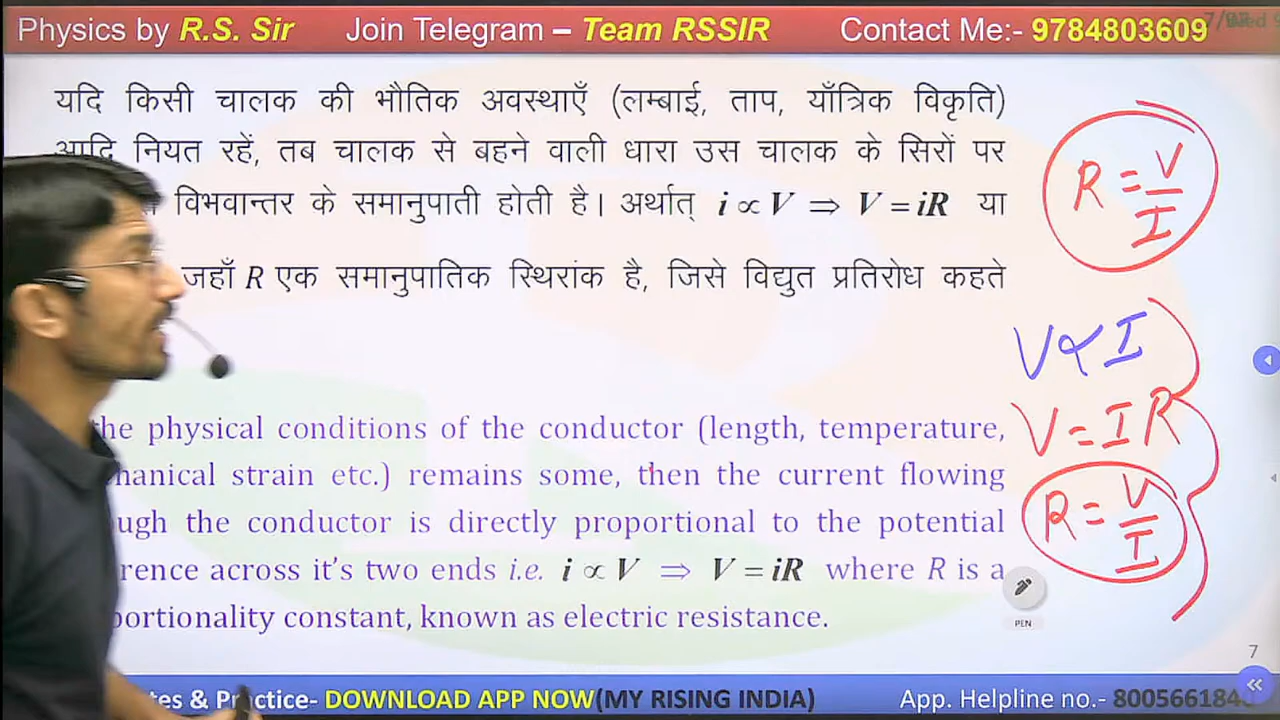 Physics by R.S. Sir Join Telegram – Team RSSIR Contact Me:- 9784803609
यदि किसी चालक की भौतिक अवस्थाएँ (लम्बाई, ताप, याँत्रिक विकृति)
आदि नियत रहें, तब चालक से बहने वाली धारा उस चालक के सिरों पर
विभवान्तर के समानुपाती होती है। अर्थात् i ∝ V ⇒ V = iR या
जहाँ R एक समानुपातिक स्थिरांक है, जिसे विद्युत प्रतिरोध कहते
R = V/I
V ∝ I
V = IR
R = V/I
the physical conditions of the conductor (length, temperature,
hanical strain etc.) remains some, then the current flowing
ugh the conductor is directly proportional to the potential
rence across it's two ends i.e. i ∝ V ⇒ V = iR where R is a
portionality constant, known as electric resistance.
PEN
7
tes & Practice- DOWNLOAD APP NOW(MY RISING INDIA) App. Helpline no.- 800566184